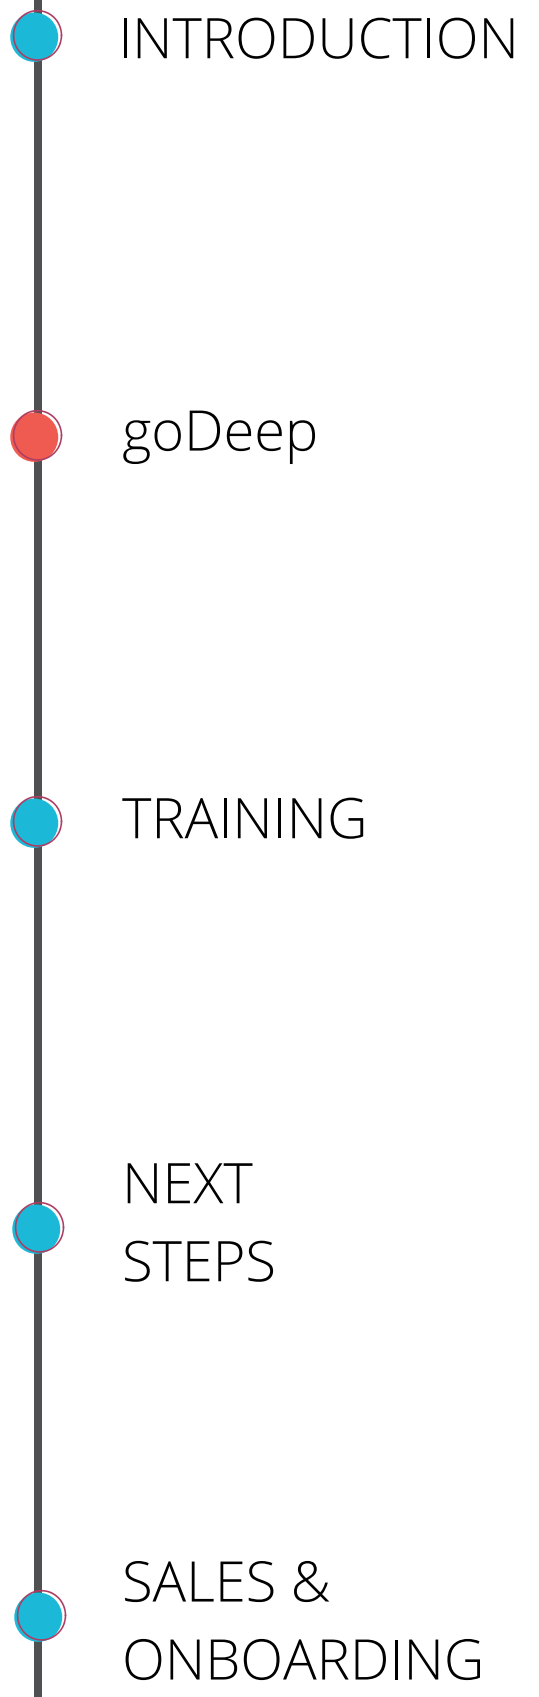 INTRODUCTION
goDeep
TRAINING
NEXT
STEPS
SALES &
ONBOARDING